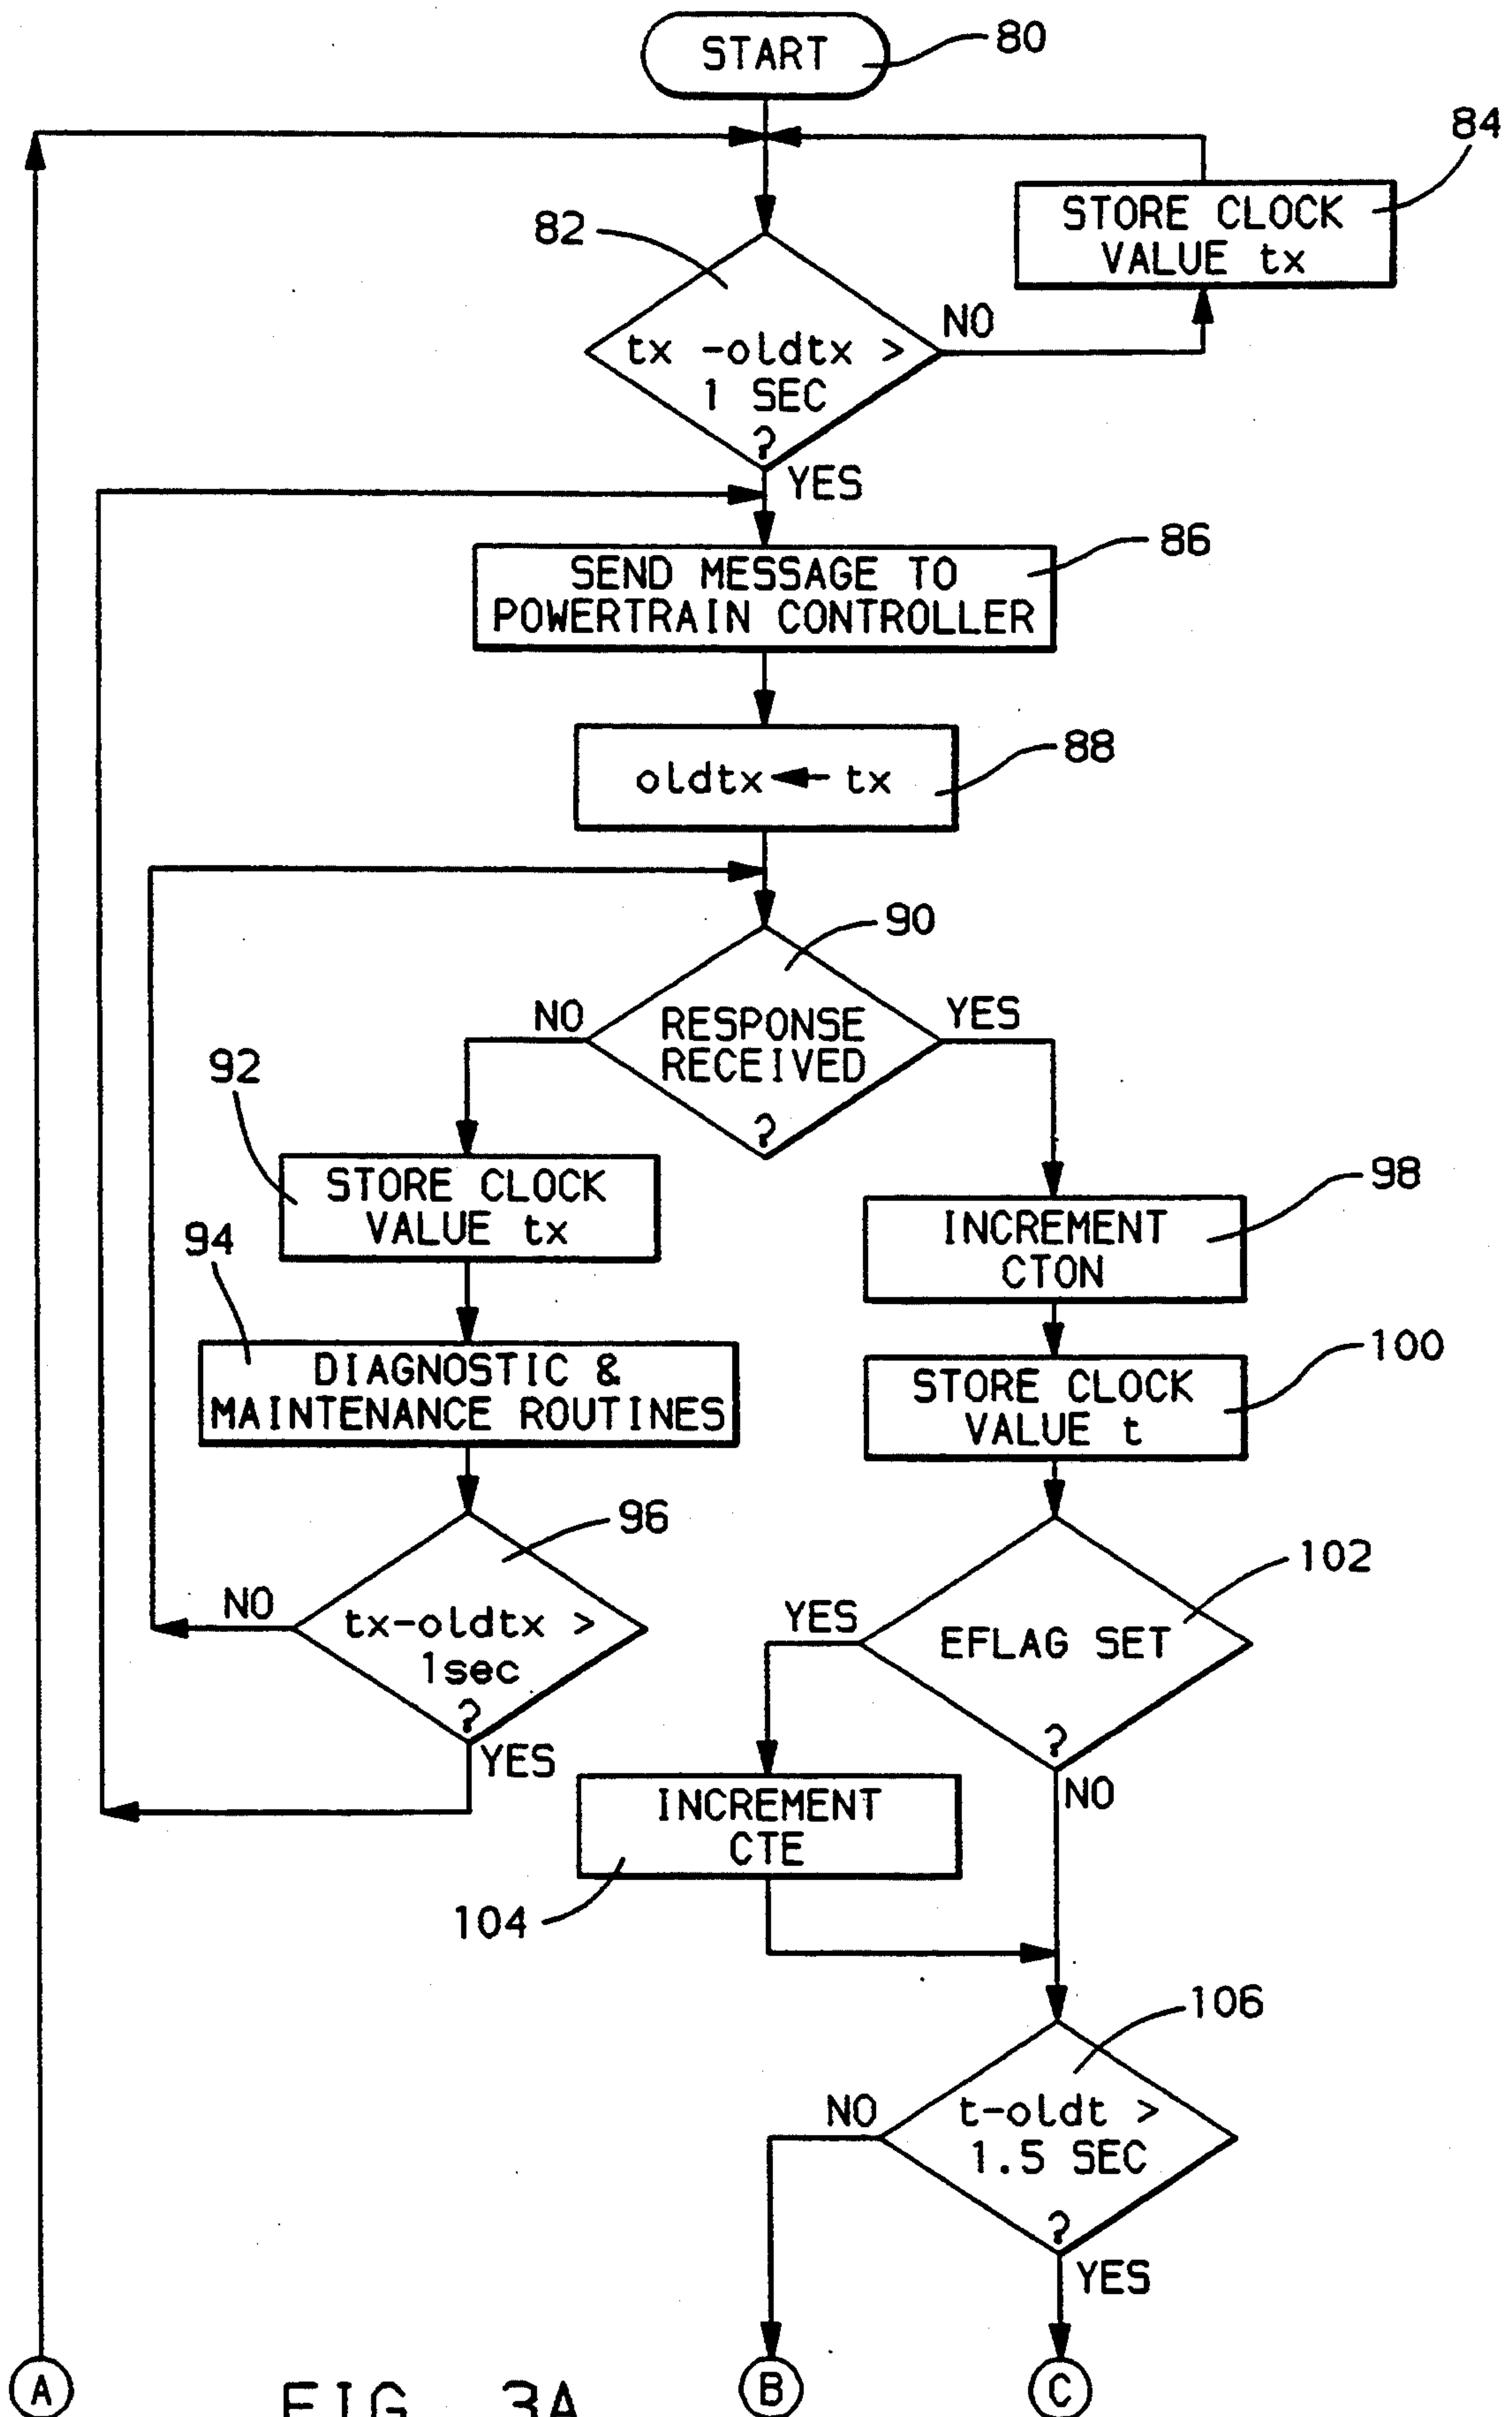 START
80
84
STORE CLOCK
VALUE tx
82
tx -oldtx >
1 SEC
?
NO
YES
86
SEND MESSAGE TO
POWERTRAIN CONTROLLER
88
oldtx ← tx
90
NO
RESPONSE
RECEIVED
?
YES
92
STORE CLOCK
VALUE tx
98
INCREMENT
CTON
94
DIAGNOSTIC &
MAINTENANCE ROUTINES
100
STORE CLOCK
VALUE t
96
NO
tx-oldtx >
1sec
?
YES
102
YES
EFLAG SET
?
NO
INCREMENT
CTE
104
106
NO
t-oldt >
1.5 SEC
?
YES
A
B
C
FIG. 3A